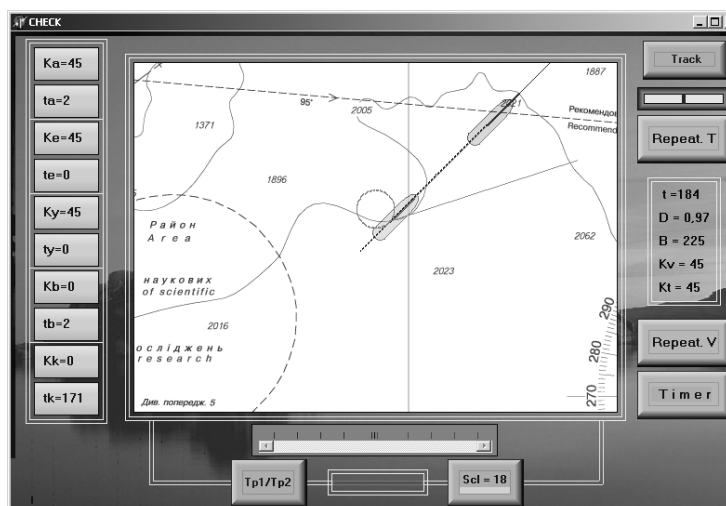 CHECK
Ka=45
ta=2
Ke=45
te=0
Ky=45
ty=0
Kb=0
tb=2
Kk=0
tk=171
1887
95°
2005
2021
Рекомендов
Recommend
1371
1896
Район
Area
наукових
of scientific
2062
2023
2016
осліджень
research
290
280
270
Див. попередж. 5
Track
Repeat. T
t =184
D = 0,97
B = 225
Kv = 45
Kt = 45
Repeat. V
Timer
Tp1/Tp2
Scl = 18